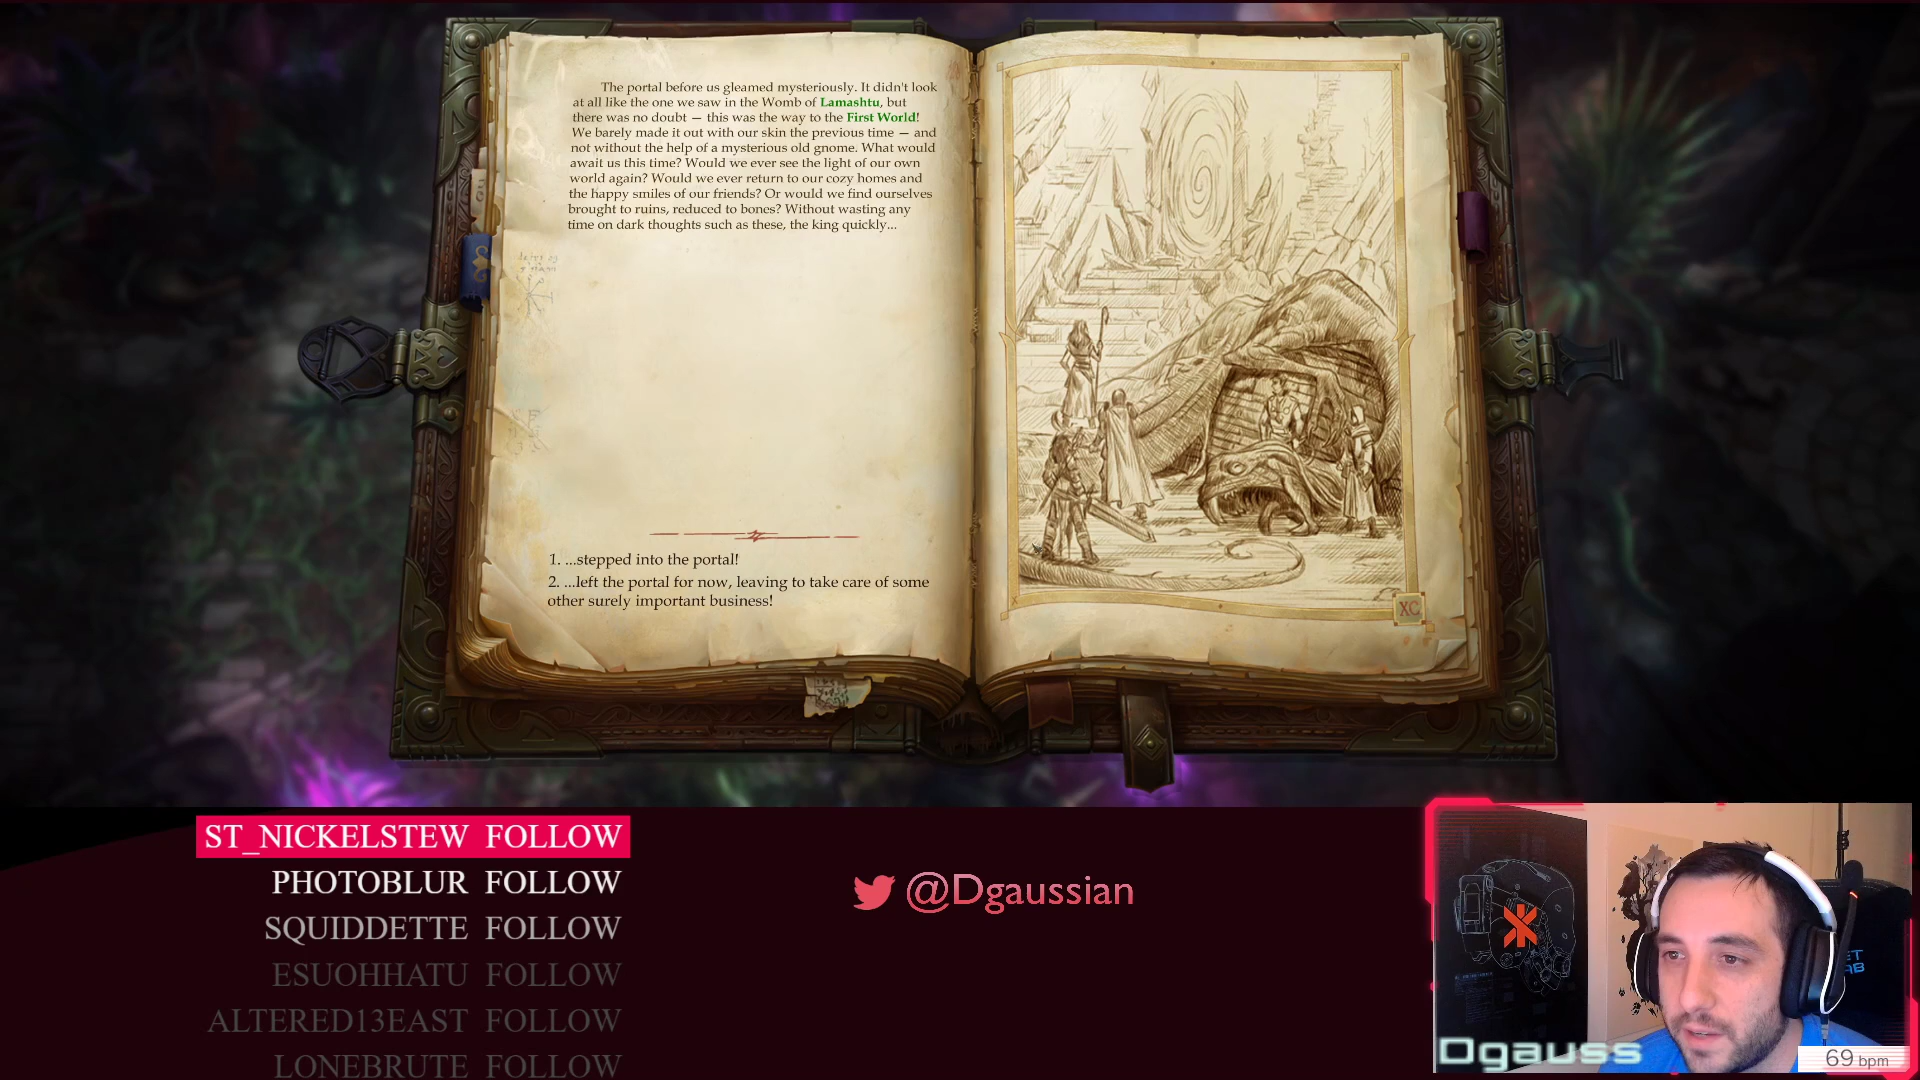 The portal before us gleamed mysteriously. It didn't look
at all like the one we saw in the Womb of Lamashtu, but
there was no doubt — this was the way to the First World!
We barely made it out with our skin the previous time — and
not without the help of a mysterious old gnome. What would
await us this time? Would we ever see the light of our own
world again? Would we ever return to our cozy homes and
the happy smiles of our friends? Or would we find ourselves
brought to ruins, reduced to bones? Without wasting any
time on dark thoughts such as these, the king quickly...
1. ...stepped into the portal!
2. ...left the portal for now, leaving to take care of some
other surely important business!
XC
ST_NICKELSTEW FOLLOW
PHOTOBLUR FOLLOW
SQUIDDETTE FOLLOW
ESUOHHATU FOLLOW
ALTERED13EAST FOLLOW
LONEBRUTE FOLLOW
@Dgaussian
Dgauss
69 bpm